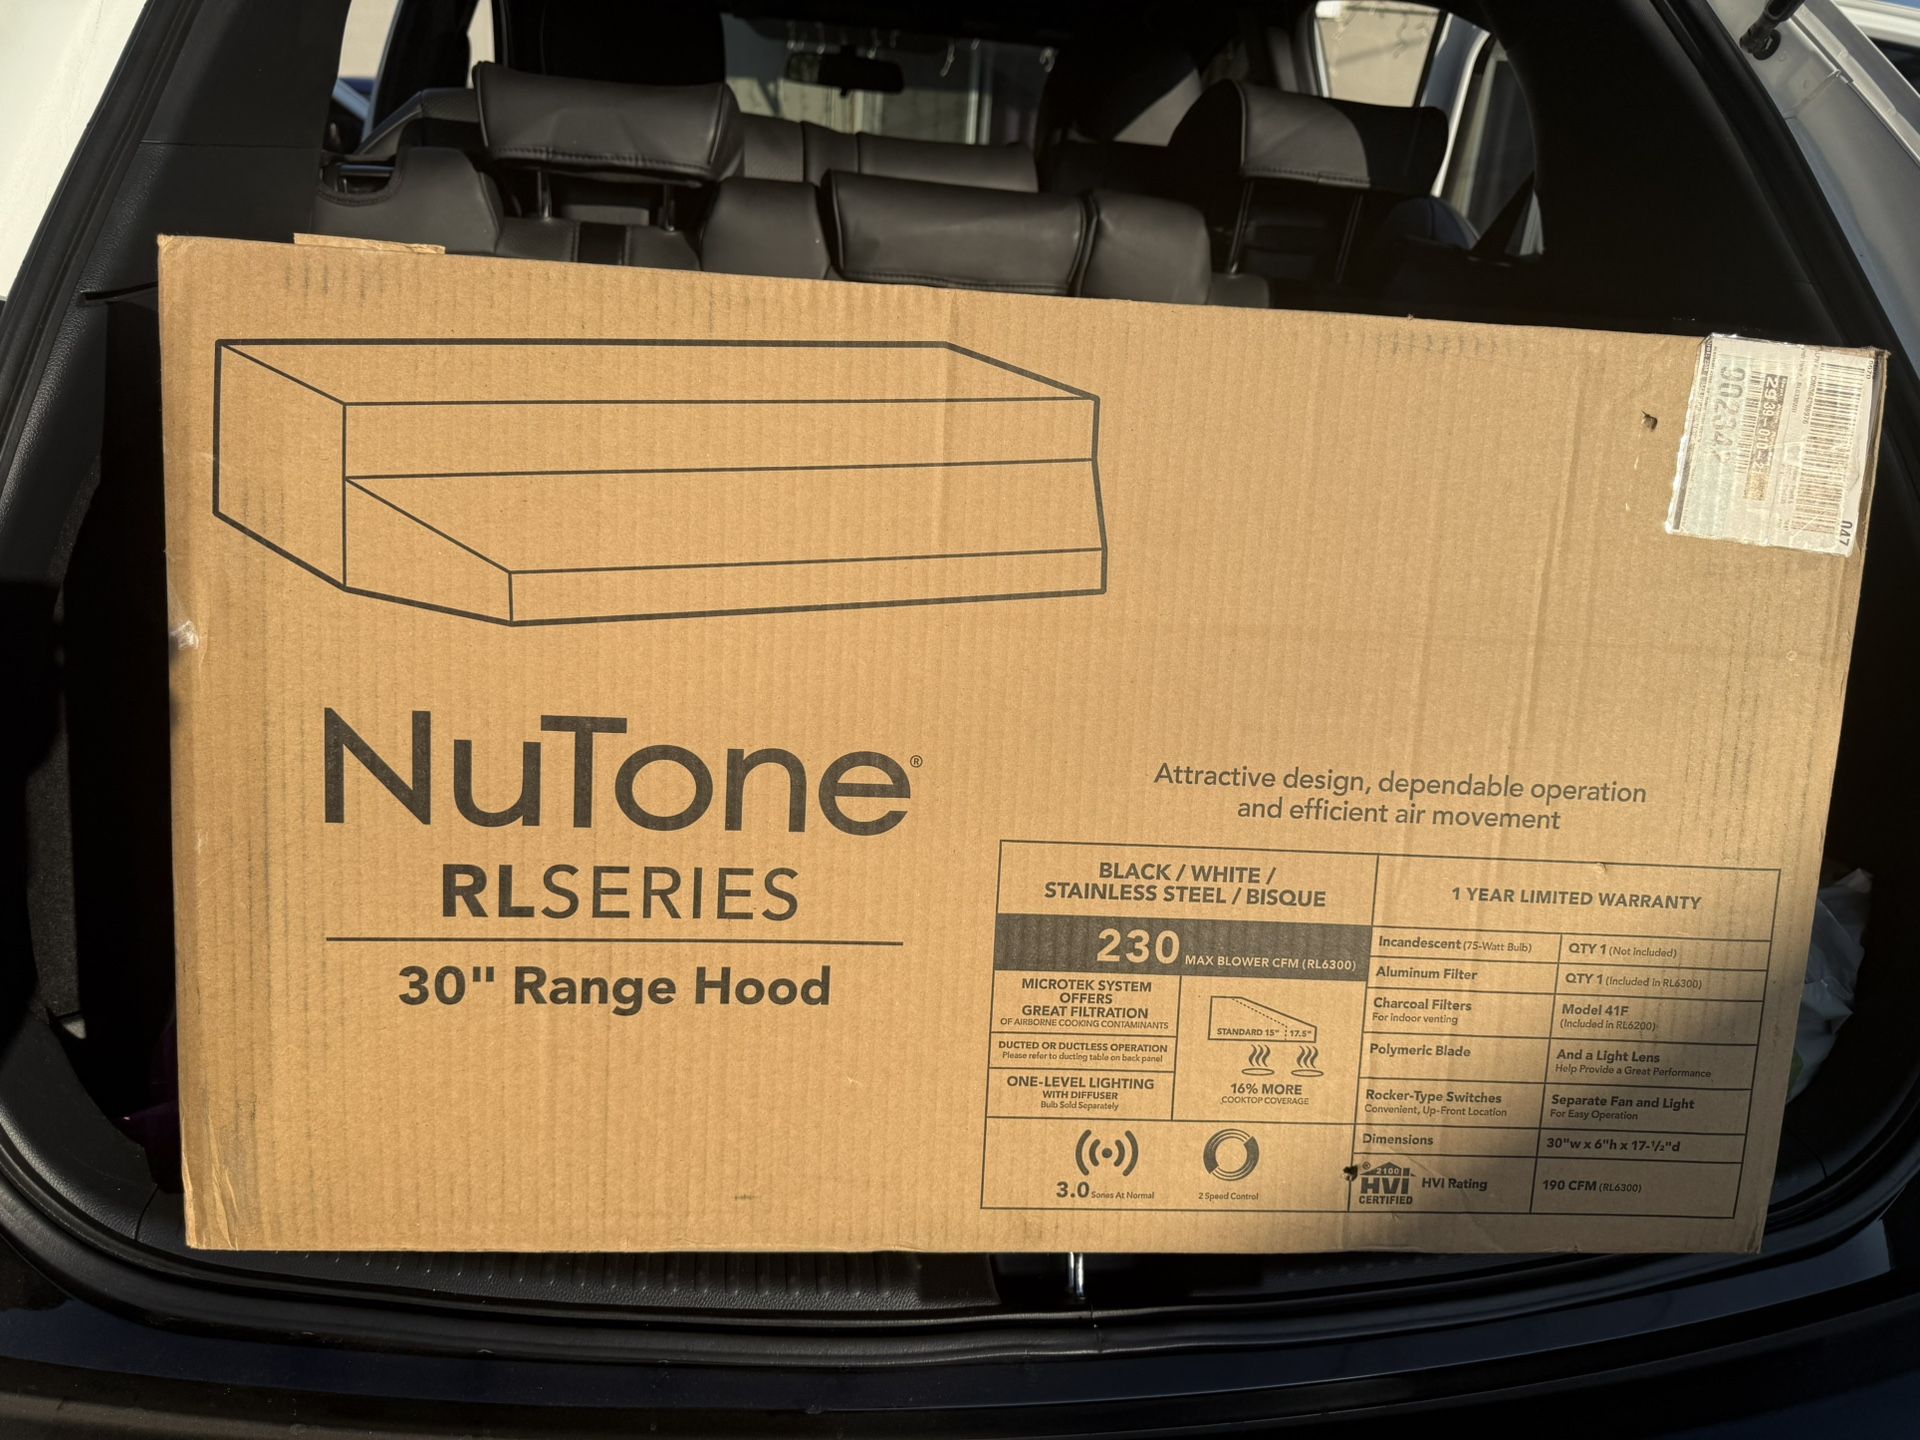 NuTone®
RLSERIES
30" Range Hood
Attractive design, dependable operation
and efficient air movement
BLACK / WHITE /
STAINLESS STEEL / BISQUE
230 MAX BLOWER CFM (RL6300)
MICROTEK SYSTEM
OFFERS
GREAT FILTRATION
OF AIRBORNE COOKING CONTAMINANTS
DUCTED OR DUCTLESS OPERATION
Please refer to ducting table on back panel
ONE-LEVEL LIGHTING
WITH DIFFUSER
Bulb Sold Separately
STANDARD 15" 17.5"
16% MORE
COOKTOP COVERAGE
3.0 Sones At Normal
2 Speed Control
1 YEAR LIMITED WARRANTY
Incandescent (75-Watt Bulb) QTY 1 (Not included)
Aluminum Filter QTY 1 (Included in RL6300)
Charcoal Filters Model 41F
For indoor venting (Included in RL6200)
Polymeric Blade And a Light Lens
Help Provide a Great Performance
Rocker-Type Switches Separate Fan and Light
Convenient, Up-Front Location For Easy Operation
Dimensions 30"w x 6"h x 17-1/2"d
2100
HVI®
CERTIFIED
HVI Rating 190 CFM (RL6300)
047